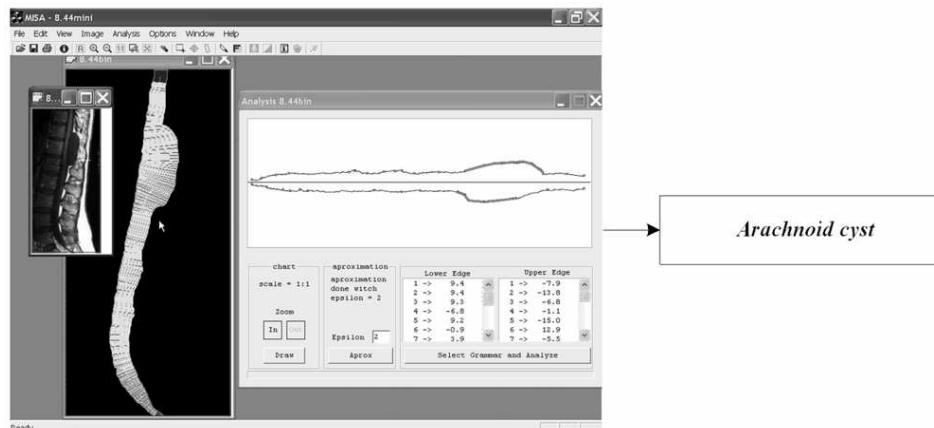 MISA - 8.44mini
File Edit View Image Analysis Options Window Help
8.44bin
8...
Analysis 8.44bin
chart
scale = 1:1
Zoom
In Out
Draw
aproximation
aproximation
done witch
epsilon = 2
Epsilon 2
Aprox
Lower Edge
1 -> 9.4
2 -> 9.4
3 -> 9.3
4 -> -6.8
5 -> 9.2
6 -> -0.9
7 -> 3.9
Upper Edge
1 -> -7.9
2 -> -13.8
3 -> -6.8
4 -> -1.1
5 -> -15.0
6 -> 12.9
7 -> -5.5
Select Grammar and Analyze
Arachnoid cyst
Ready